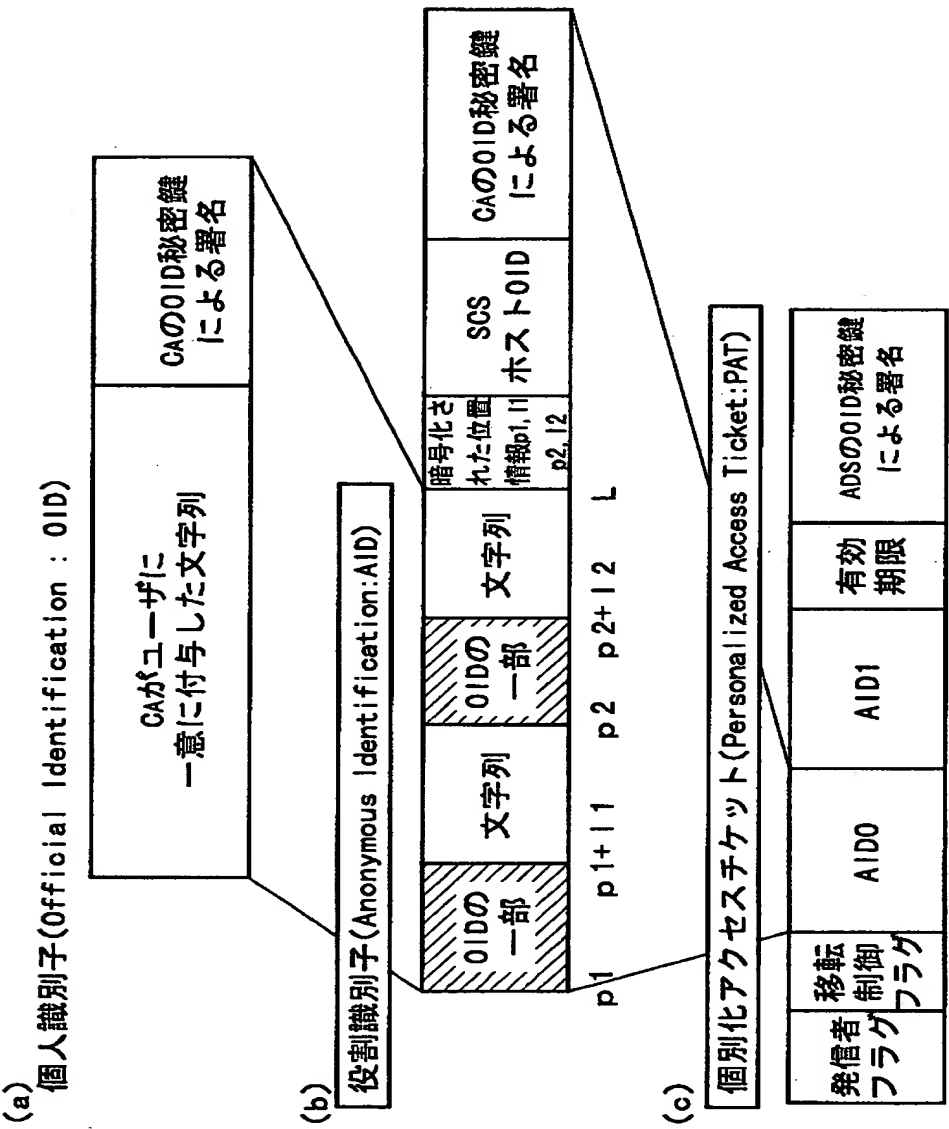 (a)
個人識別子(Official Identification : OID)
CAがユーザに
一意に付与した文字列
CAのOID秘密鍵
による署名
(b)
役割識別子(Anonymous Identification:AID)
OIDの
一部
文字列
OIDの
一部
文字列
暗号化さ
れた位置
情報p1,l1
p2,l2
SCS
ホストOID
CAのOID秘密鍵
による署名
p1
p1+l1
p2
p2+l2
L
(c)
個別化アクセスチケット(Personalized Access Ticket:PAT)
発信者
フラグ
移転
制御
フラグ
AID0
AID1
有効
期限
ADSのOID秘密鍵
による署名